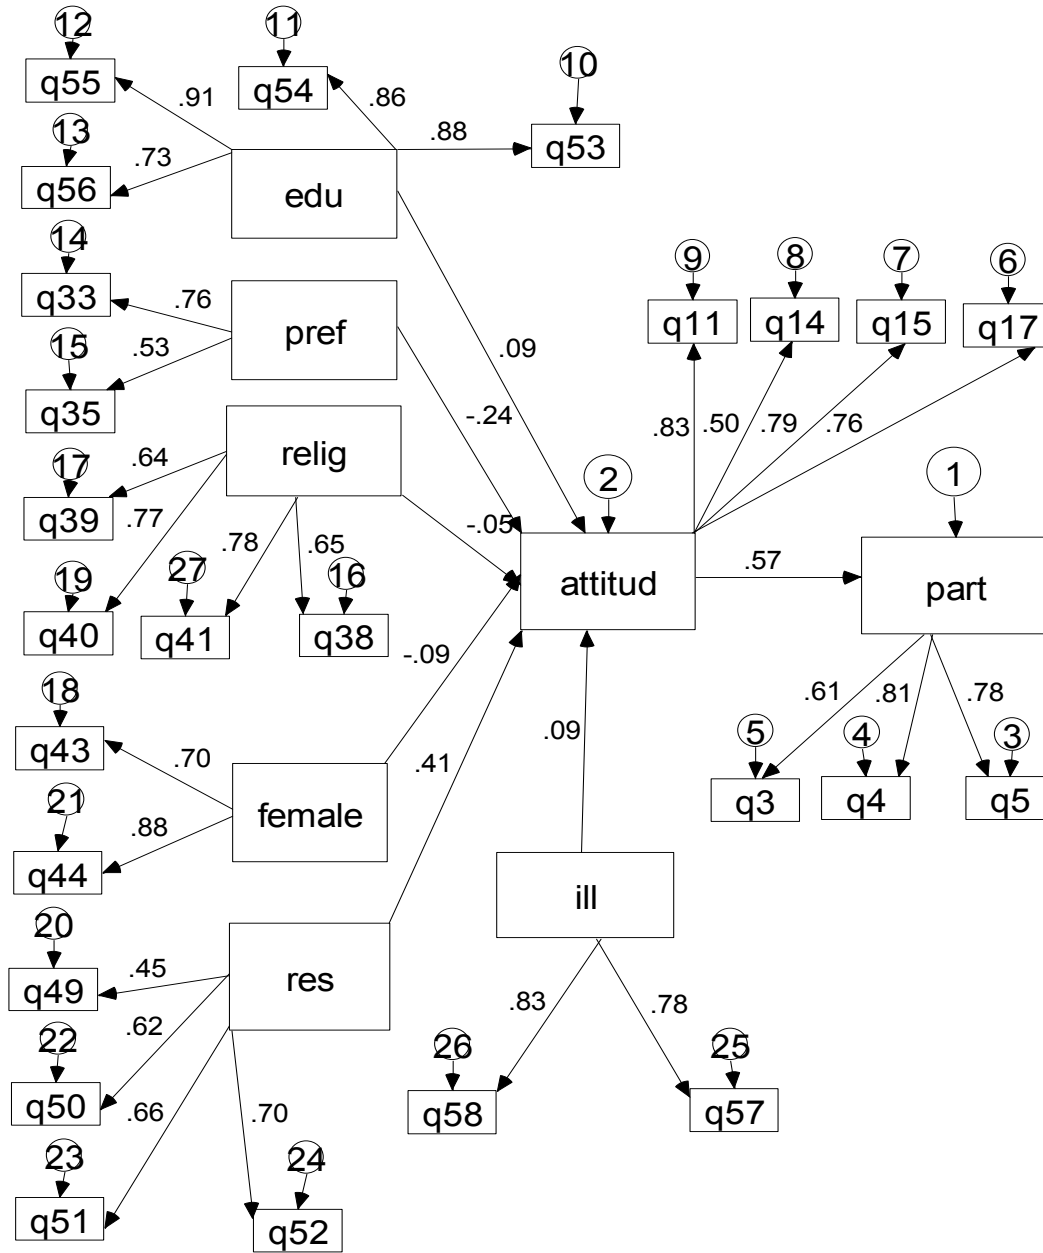 12
11
10
q55
.91
q54
.86
.88
q53
13
.73
q56
edu
14
q33
.76
pref
15
.53
q35
9
8
7
6
q11
q14
q15
q17
.09
-.24
.83
.50
.79
.76
17
.64
relig
q39
.77
2
1
-.05
19
27
.78
.65
16
q40
q41
q38
attitud
.57
part
-.09
18
q43
.70
.09
.61
.81
.78
5
4
3
q3
q4
q5
21
.88
female
.41
q44
20
ill
q49
.45
res
.62
.83
.78
22
26
25
q50
q58
q57
.66
.70
23
24
q51
q52